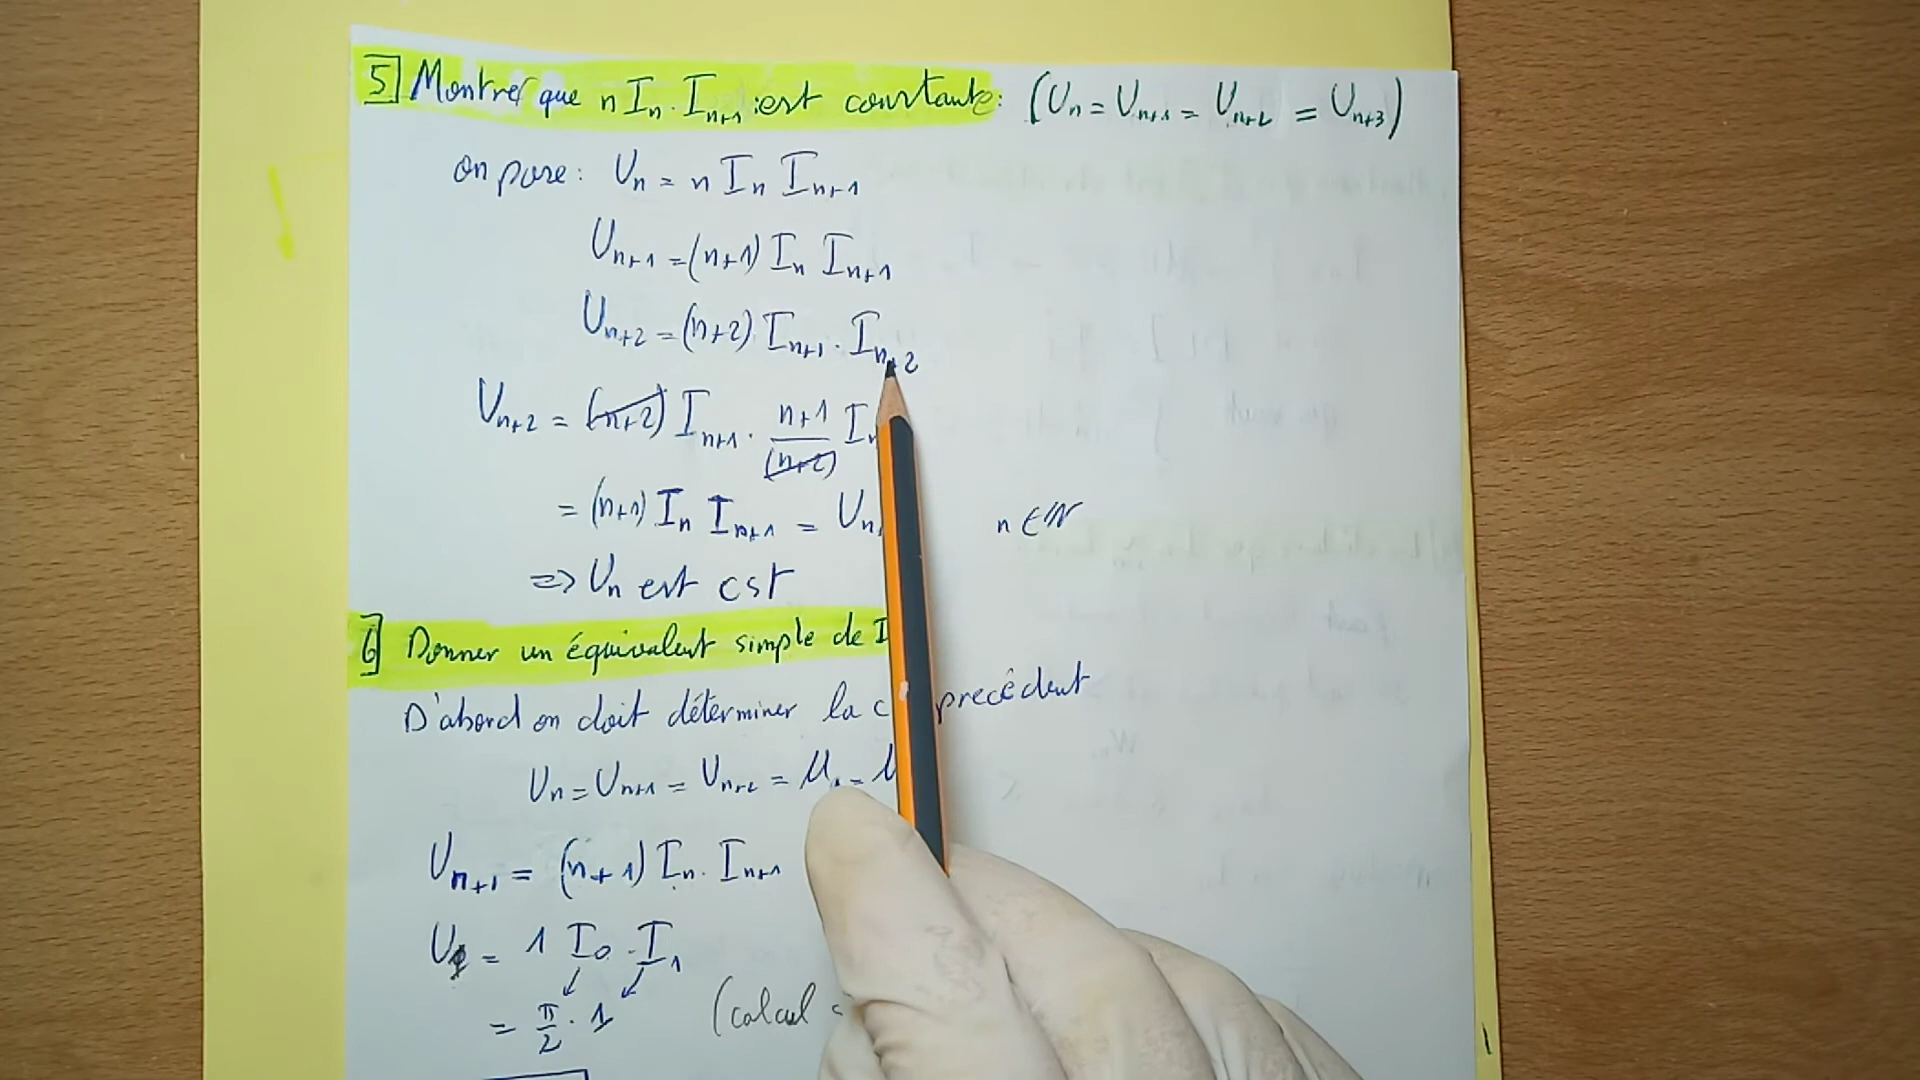 5] Montrer que n Iₙ . Iₙ₊₁ est constante : (Uₙ = Uₙ₊₁ = Uₙ₊₂ = Uₙ₊₃)
on pose : Uₙ = n Iₙ Iₙ₊₁
Uₙ₊₁ = (n+1) Iₙ Iₙ₊₁
Uₙ₊₂ = (n+2) Iₙ₊₁ . Iₙ₊₂
Uₙ₊₂ = (n+2) Iₙ₊₁ . n+1/(n+2) Iₙ
= (n+1) Iₙ Iₙ₊₁ = Uₙ n ∈ ℕ
=> Uₙ est cst
6] Donner un équivalent simple de I
D'abord on doit déterminer la c precédent
Uₙ = Uₙ₊₁ = Uₙ₊₂ = U₁ =
Uₙ₊₁ = (n+1) Iₙ . Iₙ₊₁
U₁ = 1 I₀ . I₁
= π/2 . 1 (calcul